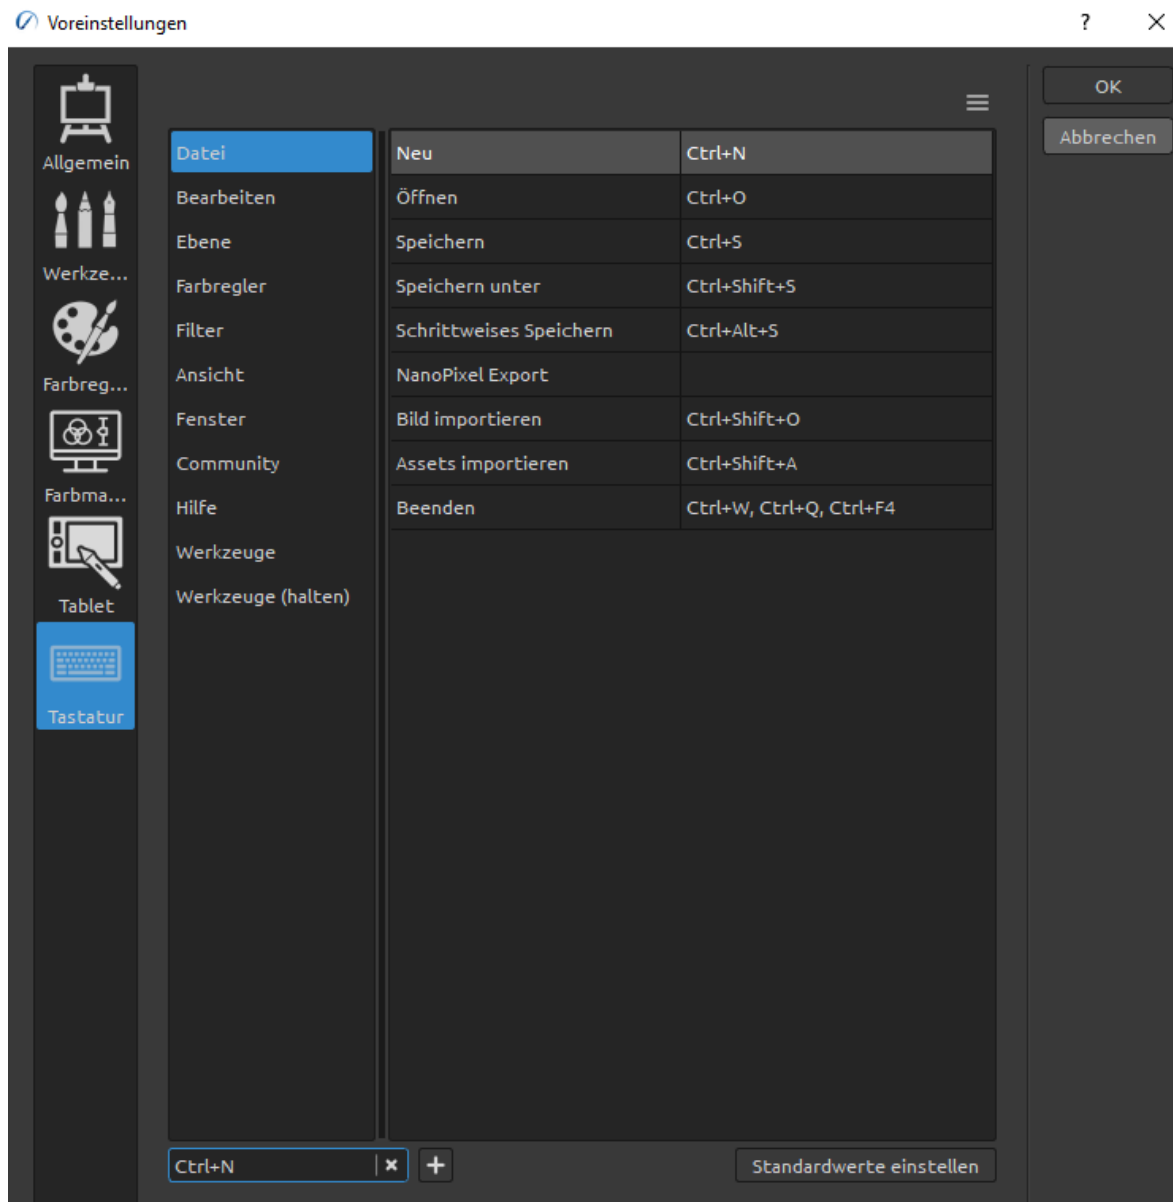 Voreinstellungen
?
OK
Abbrechen
Allgemein
Werkze...
Farbreg...
Farbma...
Tablet
Tastatur
Datei
Bearbeiten
Ebene
Farbregler
Filter
Ansicht
Fenster
Community
Hilfe
Werkzeuge
Werkzeuge (halten)
Neu Ctrl+N
Öffnen Ctrl+O
Speichern Ctrl+S
Speichern unter Ctrl+Shift+S
Schrittweises Speichern Ctrl+Alt+S
NanoPixel Export
Bild importieren Ctrl+Shift+O
Assets importieren Ctrl+Shift+A
Beenden Ctrl+W, Ctrl+Q, Ctrl+F4
Ctrl+N
Standardwerte einstellen